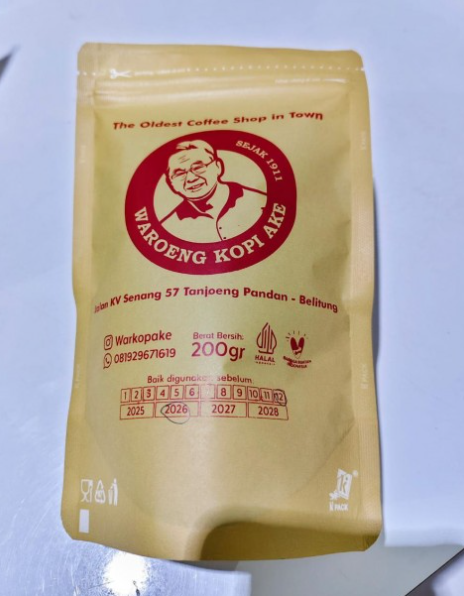 The Oldest Coffee Shop in Town
SEJAK 1911
WAROENG KOPI AKE
Jalan KV Senang 57 Tanjoeng Pandan - Belitung
Warkopake
081929671619
Berat Bersih:
200gr
HALAL
Baik digunakan sebelum:
1 2 3 4 5 6 7 8 9 10 11 12
2025 2026 2027 2028
K PACK